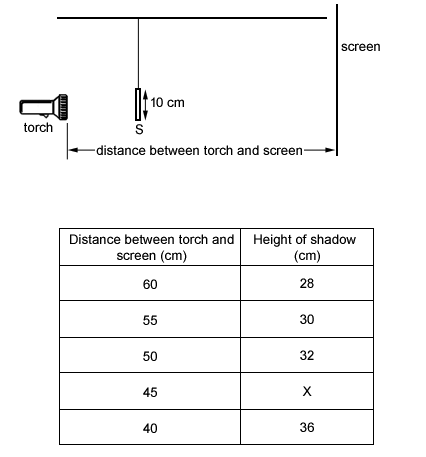 screen
10 cm
torch
S
distance between torch and screen
Distance between torch and screen (cm)
Height of shadow (cm)
60 28
55 30
50 32
45 X
40 36